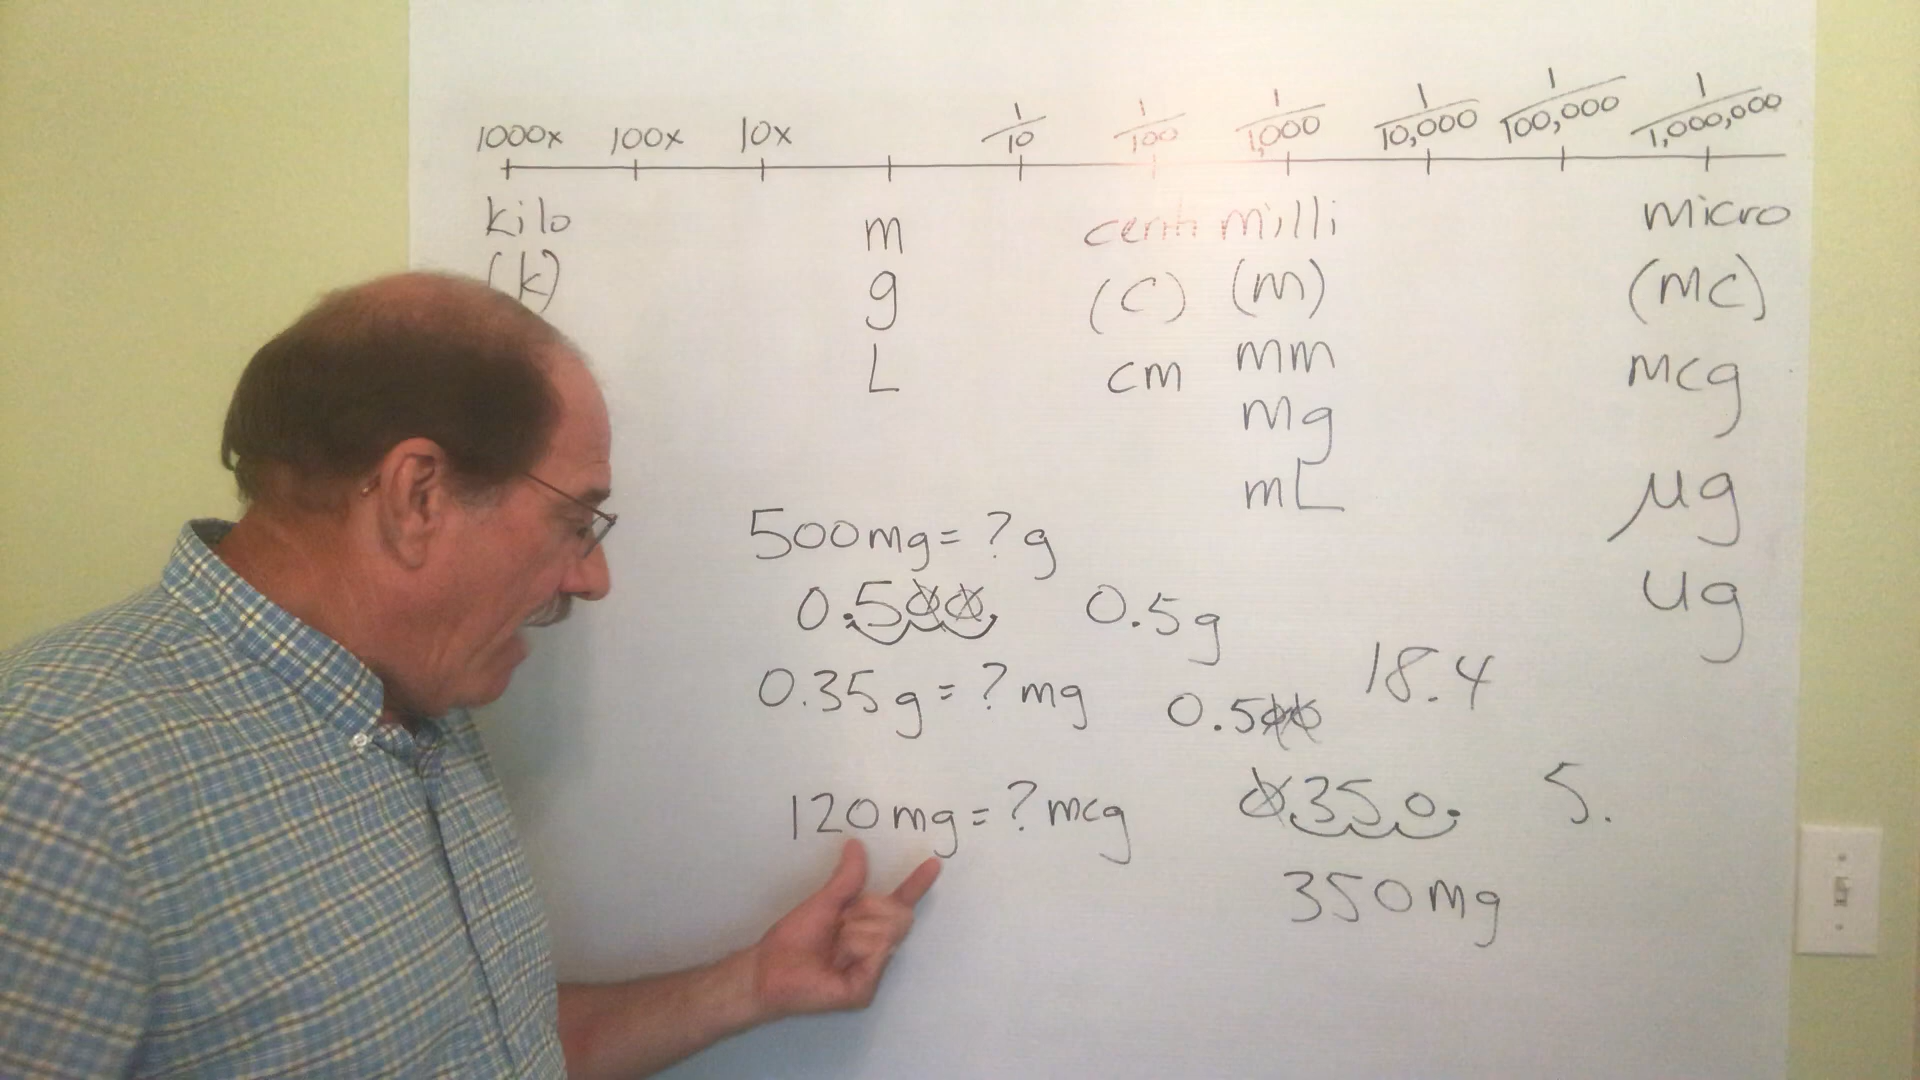 1000x 100x 10x 1/10 1/100 1/1,000 1/10,000 1/100,000 1/1,000,000
kilo m centi milli micro
(k) g (c) (m) (mc)
L cm mm mcg
mg
mL µg
500mg = ? g
ug
0.500. 0.5g
0.35g = ? mg 0.500 18.4
120mg = ? mcg 0.350. 5.
350mg